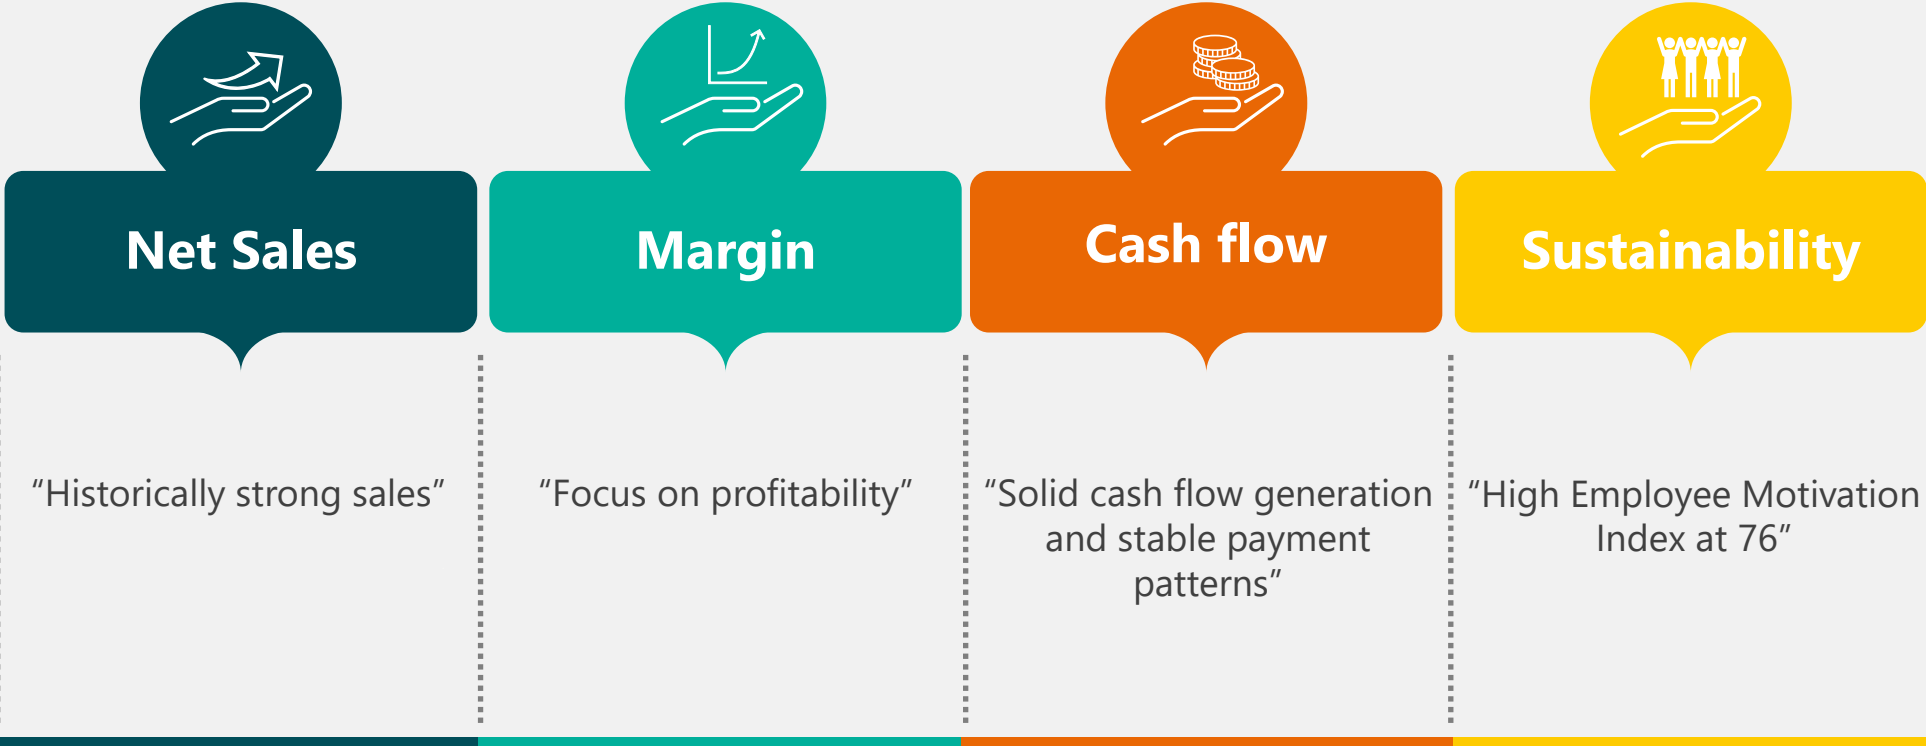 Net Sales
Margin
Cash flow
Sustainability
“Historically strong sales”
“Focus on profitability”
“Solid cash flow generation
and stable payment
patterns”
“High Employee Motivation
Index at 76”